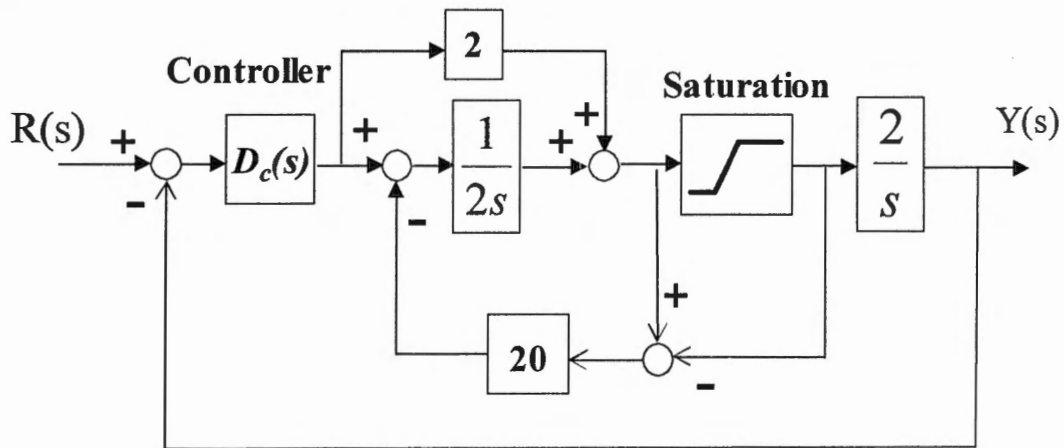 2
Controller
Saturation
R(s)
+
-
D_c(s)
+
-
1
2s
+
+
2
s
Y(s)
+
-
20